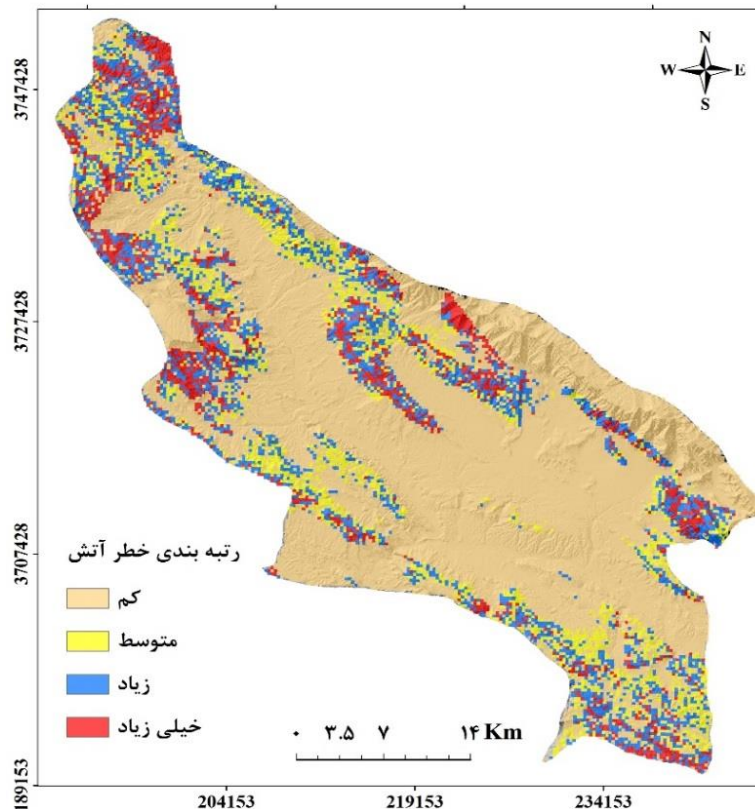 N
W E
S
3747428
3727428
3707428
189153
رتبه بندی خطر آتش
کم
متوسط
زیاد
خیلی زیاد
۰ ۳.۵ ۷ ۱۴ Km
204153 219153 234153